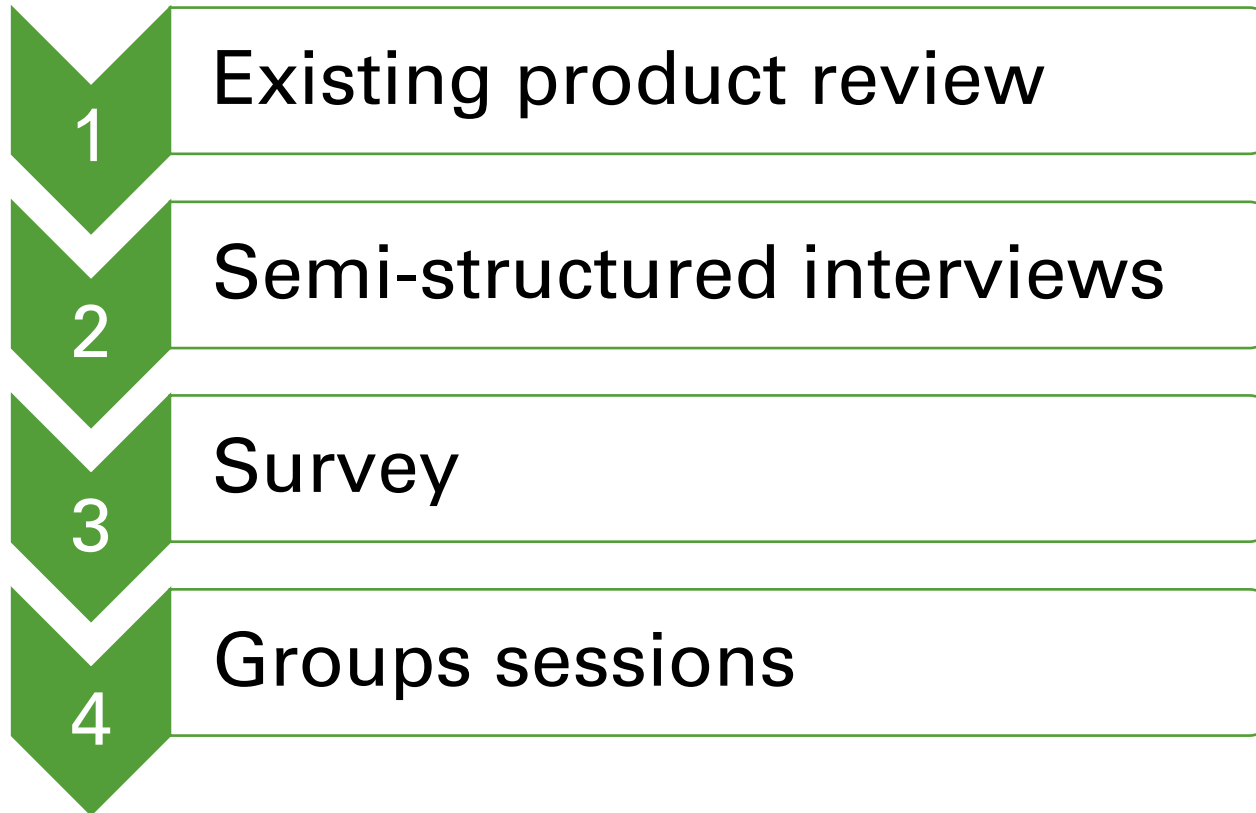 1
Existing product review
2
Semi-structured interviews
3
Survey
4
Groups sessions